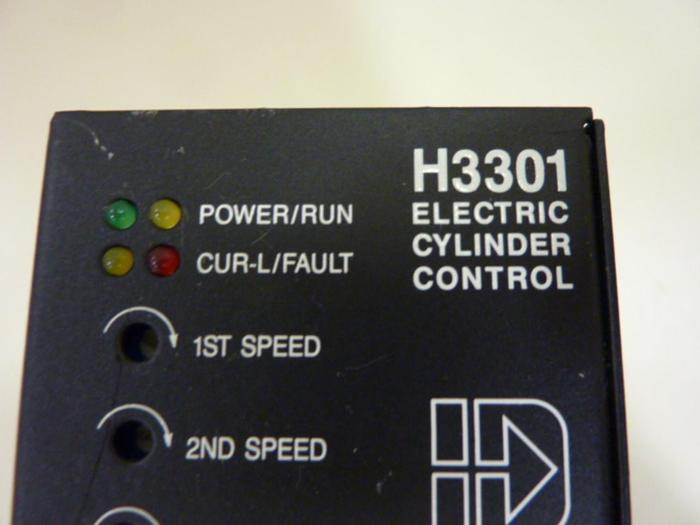 H3301
ELECTRIC
CYLINDER
CONTROL
POWER/RUN
CUR-L/FAULT
1ST SPEED
2ND SPEED